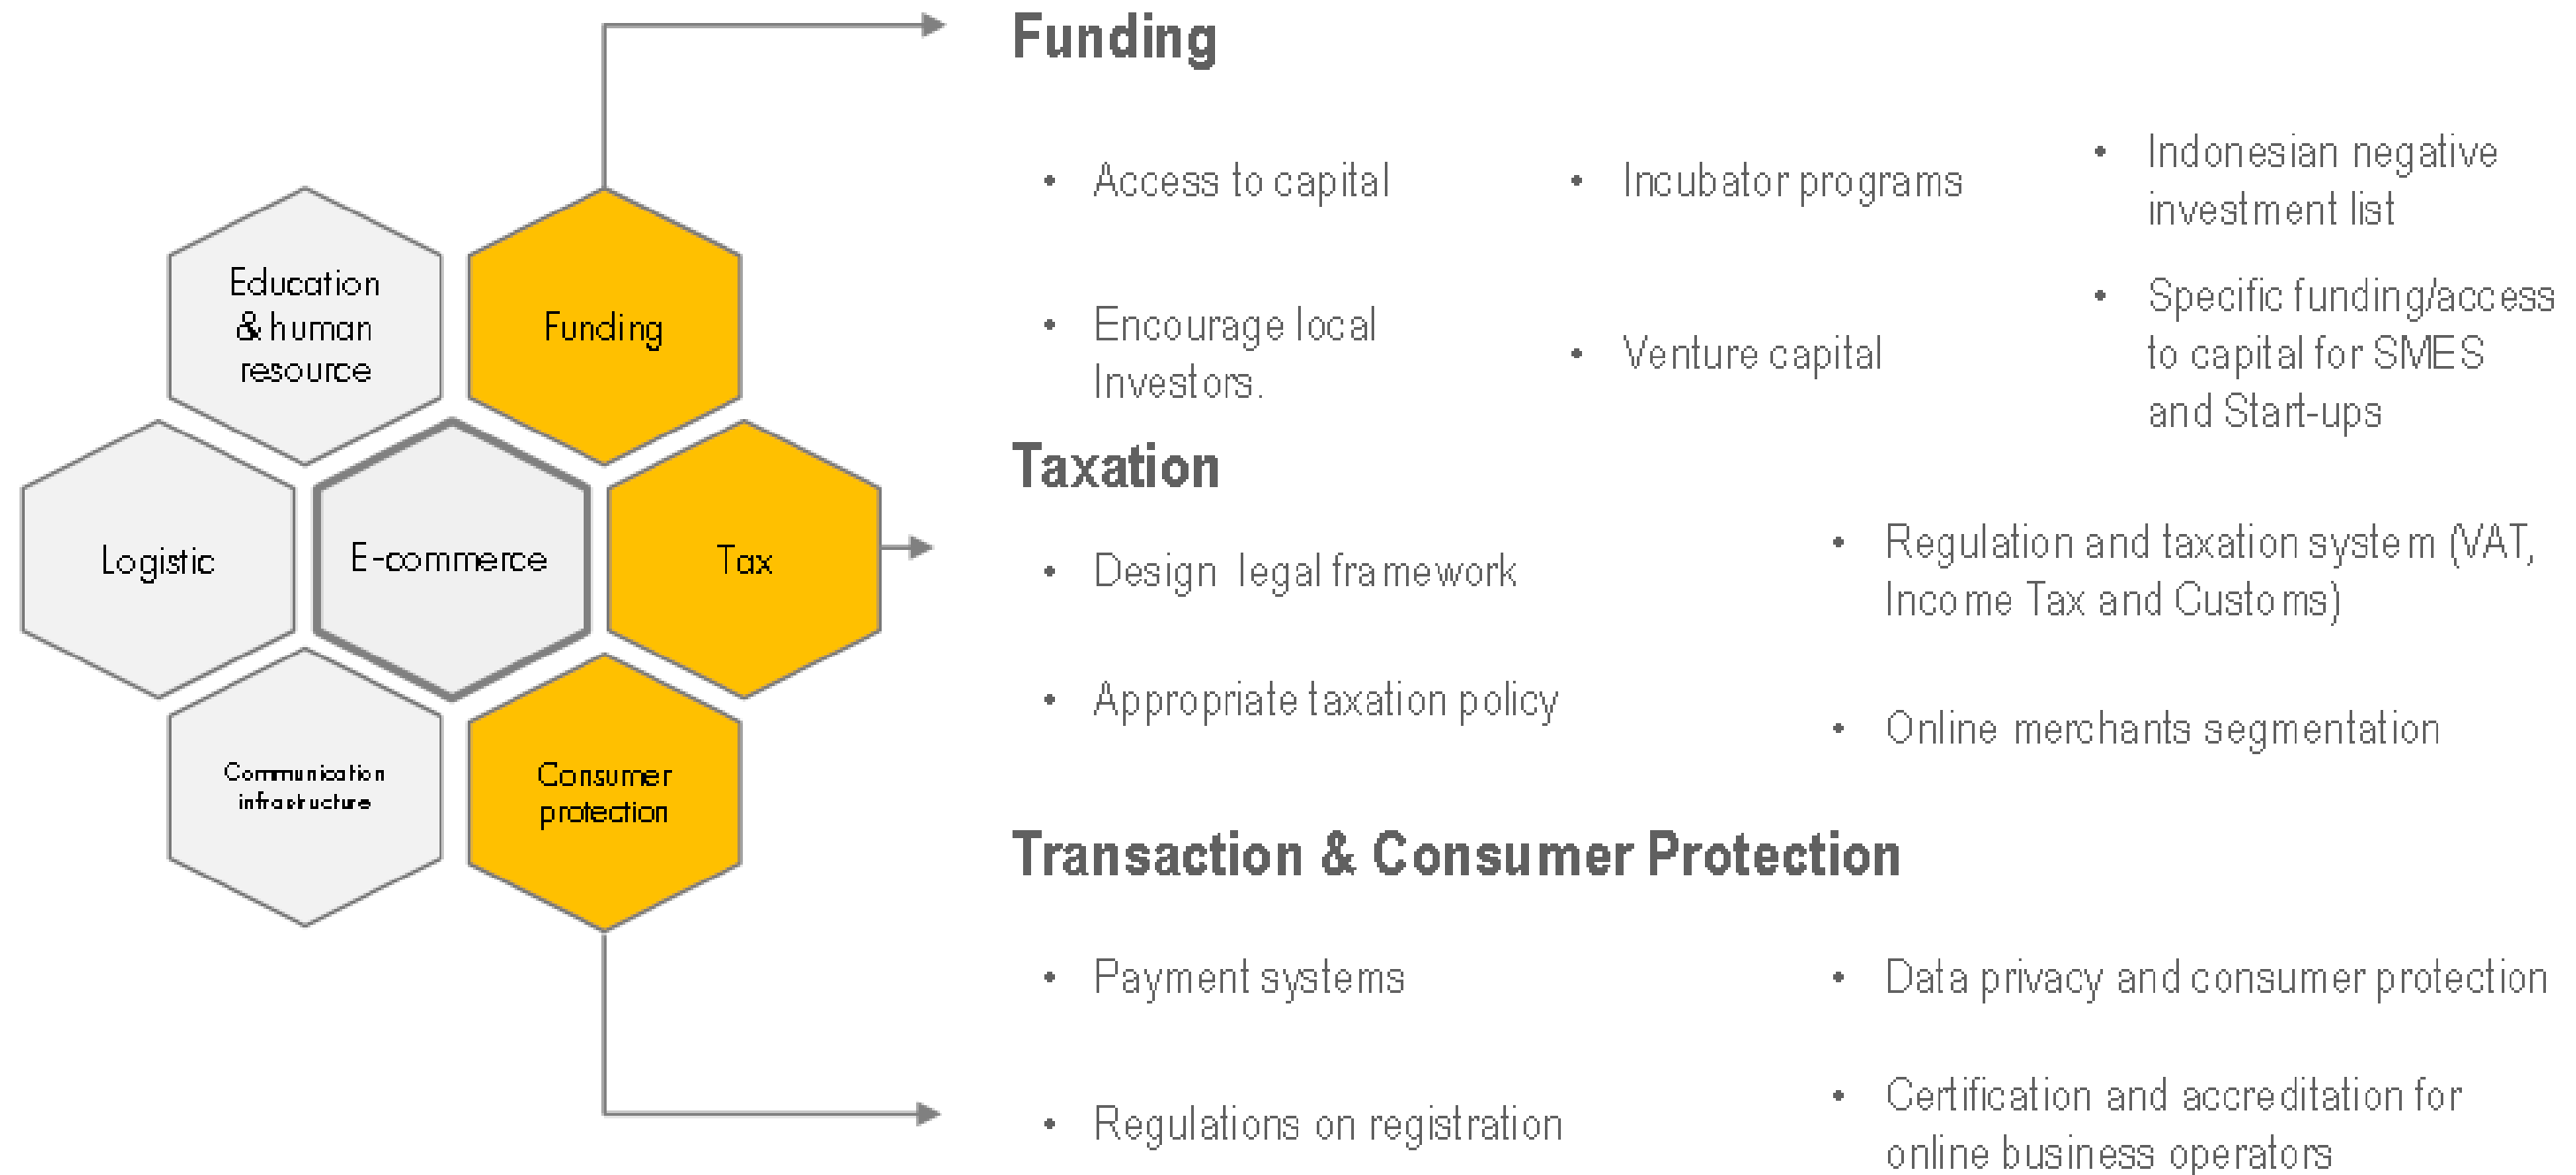 Education
& human
resource
Funding
Logistic
E-commerce
Tax
Communication
infrastructure
Consumer
protection
Funding
• Access to capital
• Encourage local
Investors.
• Incubator programs
• Venture capital
• Indonesian negative
investment list
• Specific funding/access
to capital for SMES
and Start-ups
Taxation
• Design legal framework
• Appropriate taxation policy
• Regulation and taxation system (VAT,
Income Tax and Customs)
• Online merchants segmentation
Transaction & Consumer Protection
• Payment systems
• Regulations on registration
• Data privacy and consumer protection
• Certification and accreditation for
online business operators